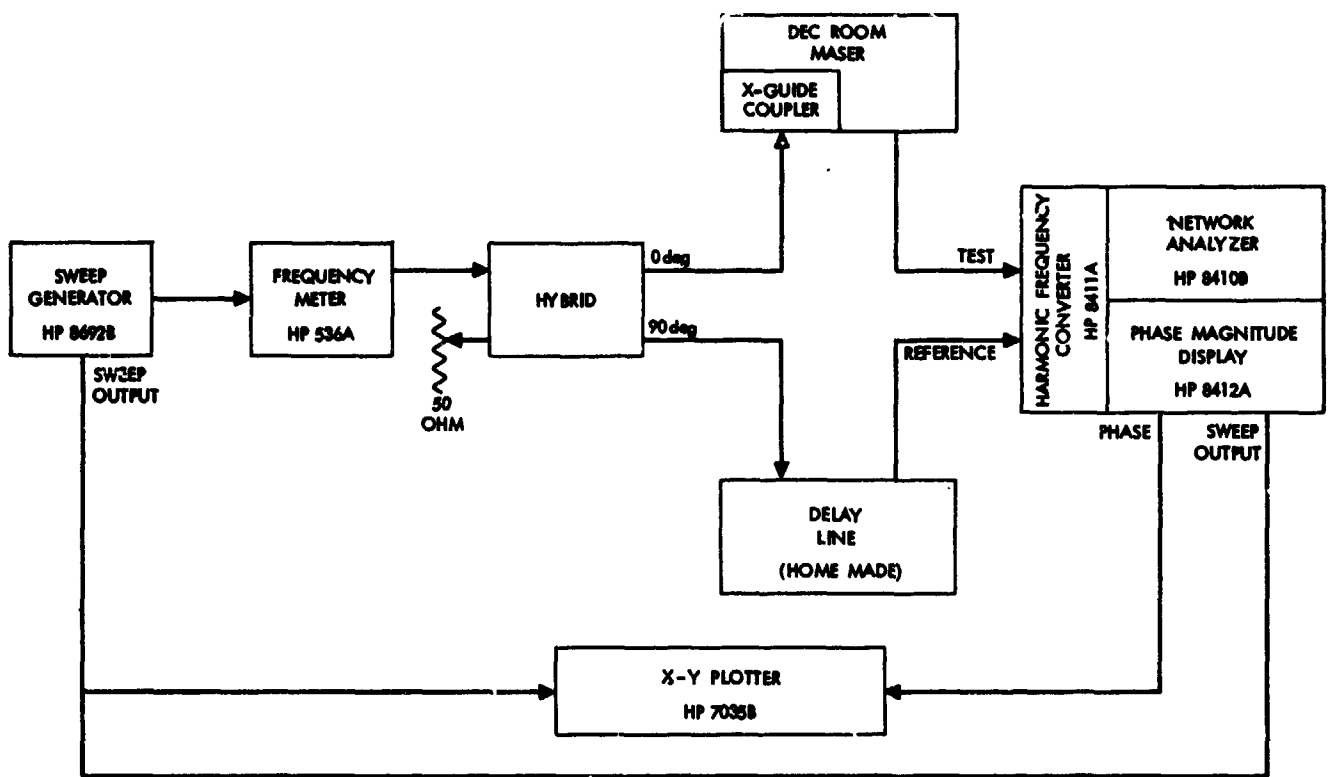 DEC ROOM
MASER
X-GUIDE
COUPLER
SWEEP
GENERATOR
HP 8692B
SWEEP
OUTPUT
FREQUENCY
METER
HP 536A
HYBRID
0 deg
90 deg
50
OHM
TEST
REFERENCE
HARMONIC FREQUENCY
CONVERTER
HP 8411A
NETWORK
ANALYZER
HP 8410B
PHASE MAGNITUDE
DISPLAY
HP 8412A
PHASE
SWEEP
OUTPUT
DELAY
LINE
(HOME MADE)
X-Y PLOTTER
HP 7035B